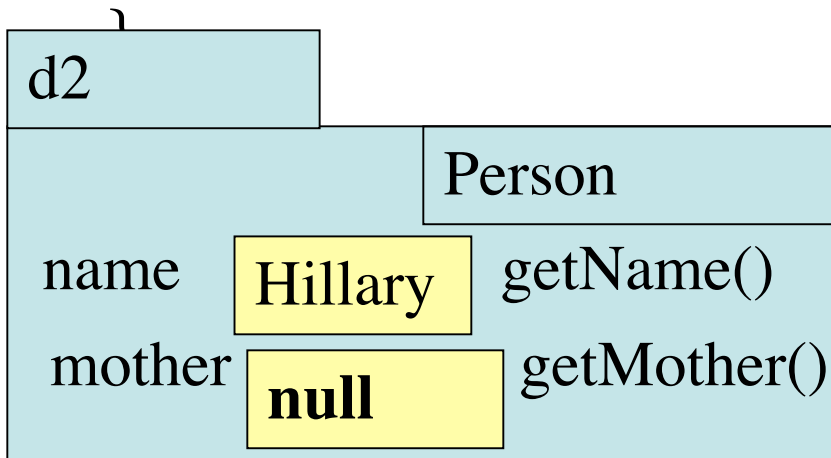 }
d2
Person
name Hillary getName()
mother null getMother()